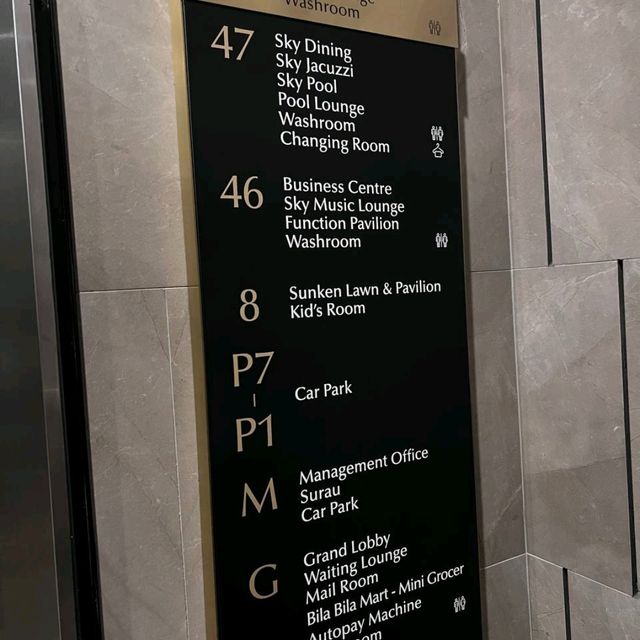 Washroom
47
Sky Dining
Sky Jacuzzi
Sky Pool
Pool Lounge
Washroom
Changing Room
46
Business Centre
Sky Music Lounge
Function Pavilion
Washroom
8
Sunken Lawn & Pavilion
Kid's Room
P7
P1
Car Park
M
Management Office
Surau
Car Park
G
Grand Lobby
Waiting Lounge
Mail Room
Bila Bila Mart - Mini Grocer
Autopay Machine